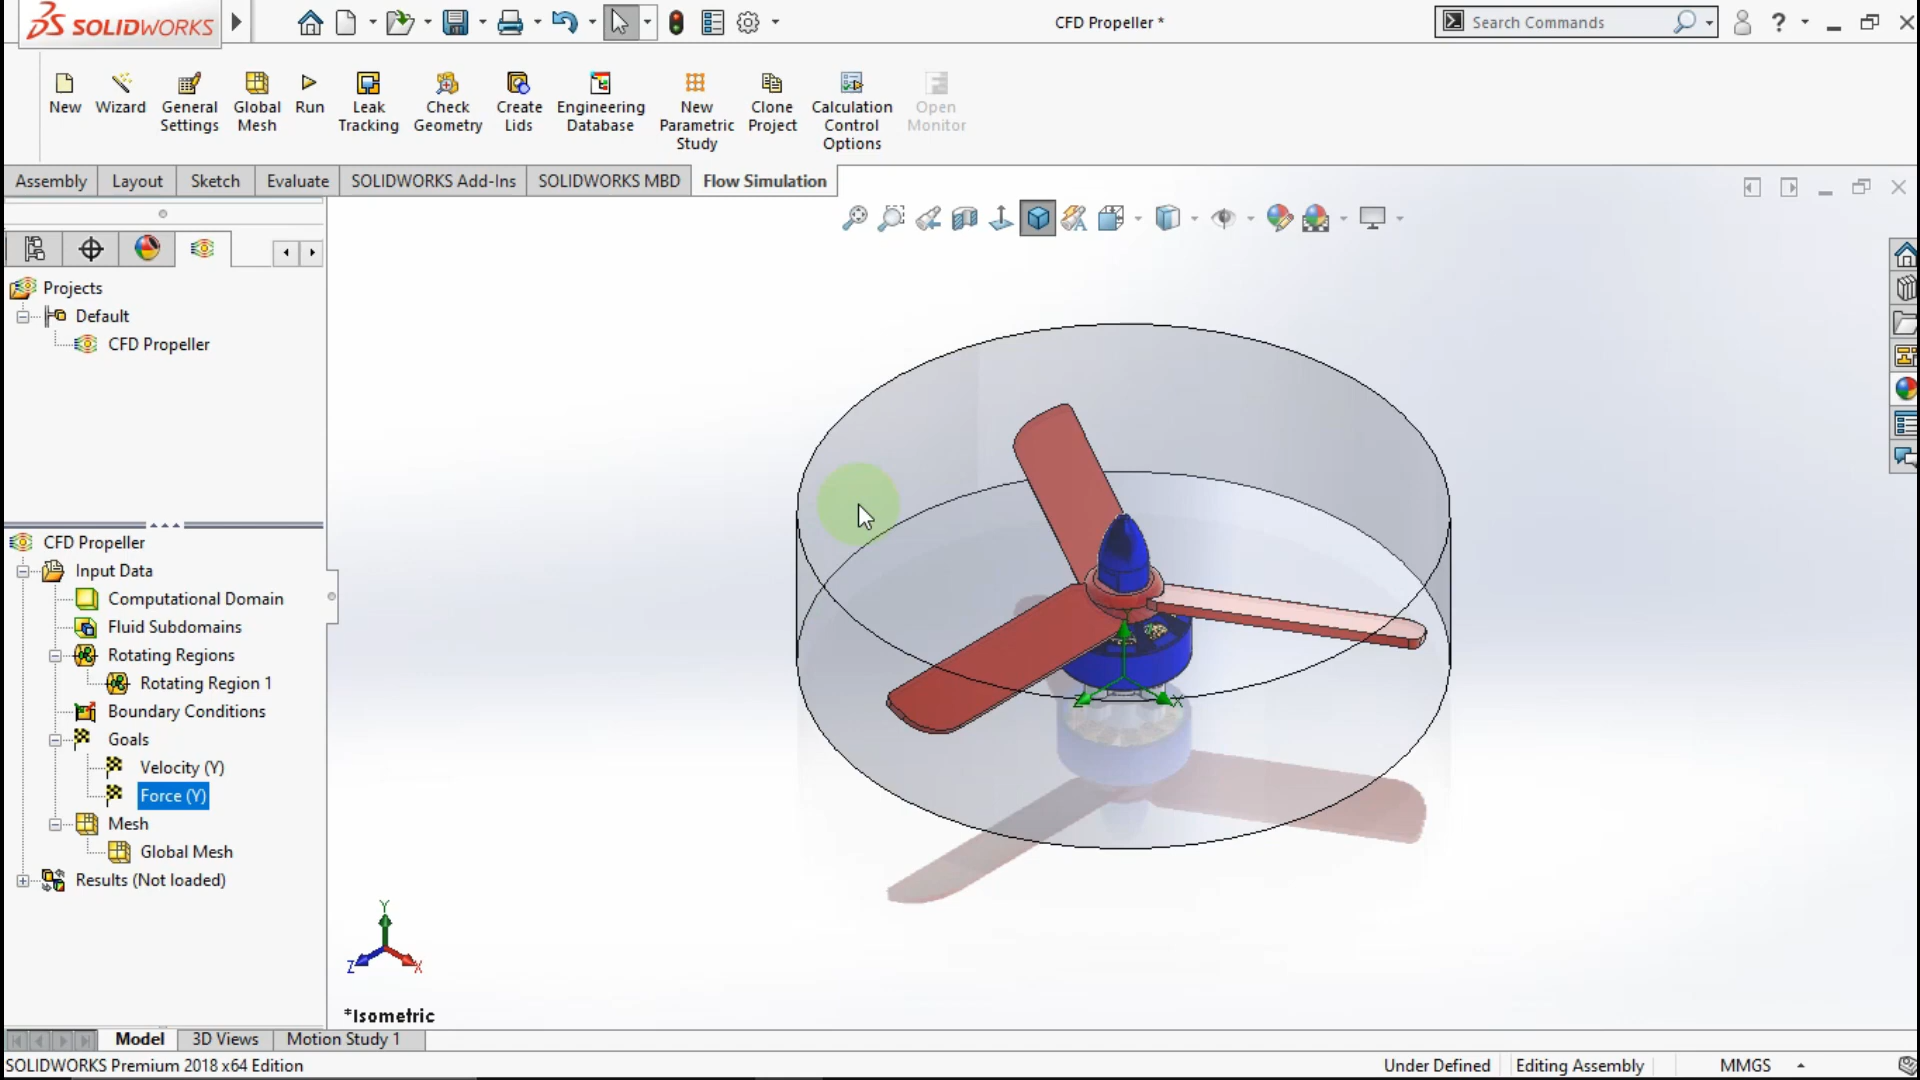 SOLIDWORKS
CFD Propeller *
Search Commands
?
New
Wizard
General Settings
Global Mesh
Run
Leak Tracking
Check Geometry
Create Lids
Engineering Database
New Parametric Study
Clone Project
Calculation Control Options
Open Monitor
Assembly
Layout
Sketch
Evaluate
SOLIDWORKS Add-Ins
SOLIDWORKS MBD
Flow Simulation
Projects
Default
CFD Propeller
CFD Propeller
Input Data
Computational Domain
Fluid Subdomains
Rotating Regions
Rotating Region 1
Boundary Conditions
Goals
Velocity (Y)
Force (Y)
Mesh
Global Mesh
Results (Not loaded)
Z
X
Y
Z
X
*Isometric
Model
3D Views
Motion Study 1
SOLIDWORKS Premium 2018 x64 Edition
Under Defined
Editing Assembly
MMGS